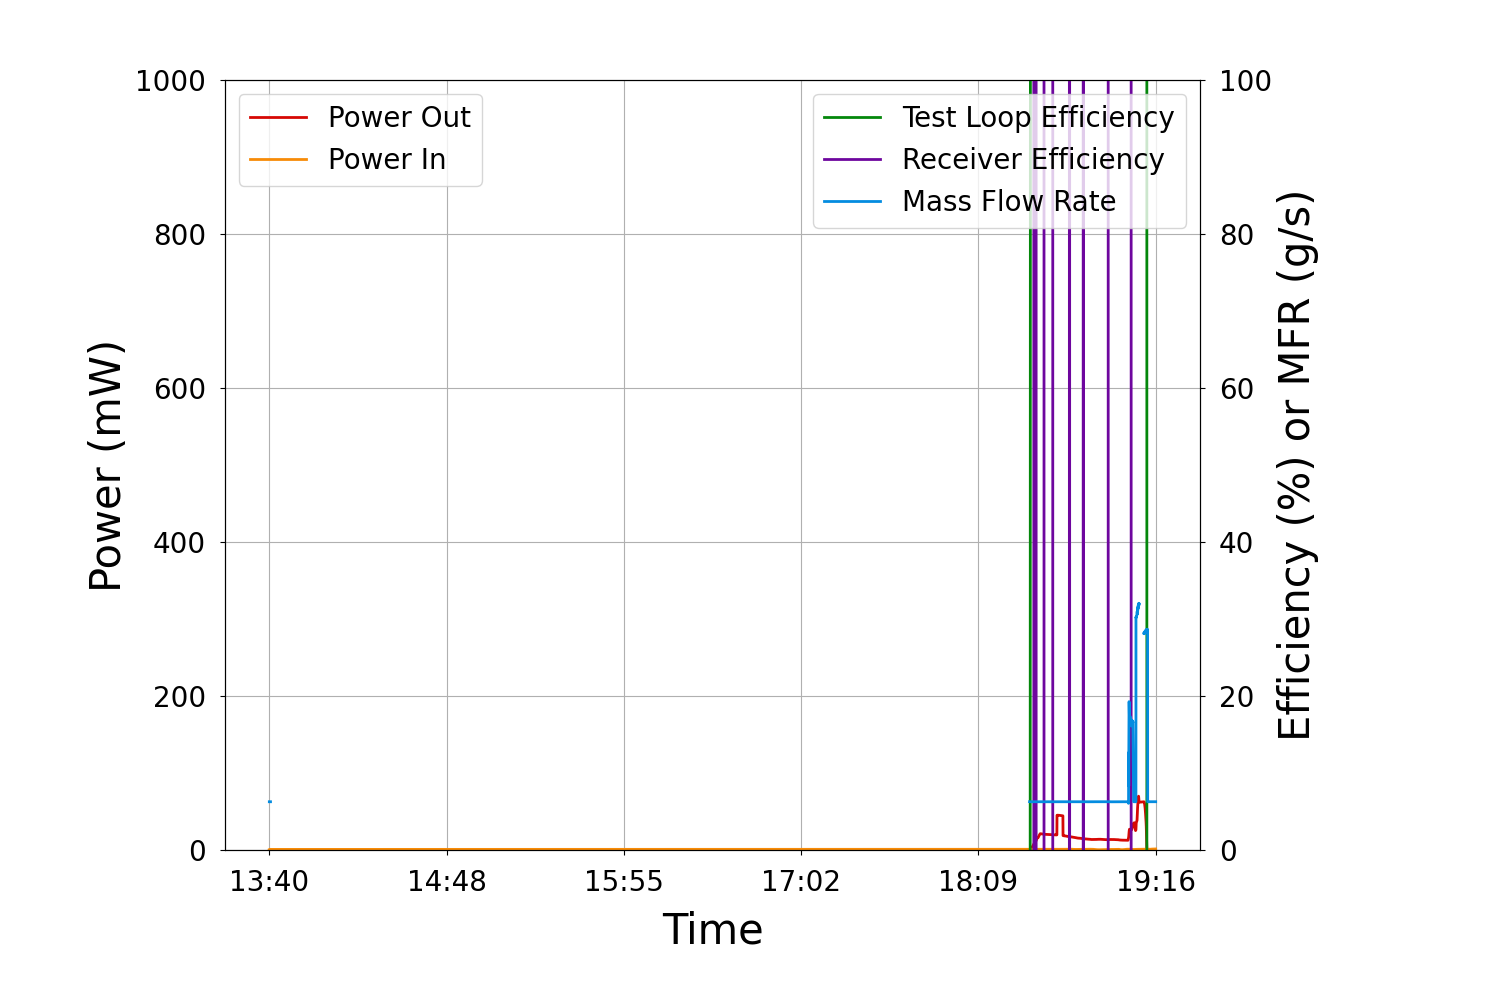 1000
800
600
400
200
0
Power (mW)
Power Out
Power In
Test Loop Efficiency
Receiver Efficiency
Mass Flow Rate
100
80
60
40
20
0
Efficiency (%) or MFR (g/s)
13:40 14:48 15:55 17:02 18:09 19:16
Time